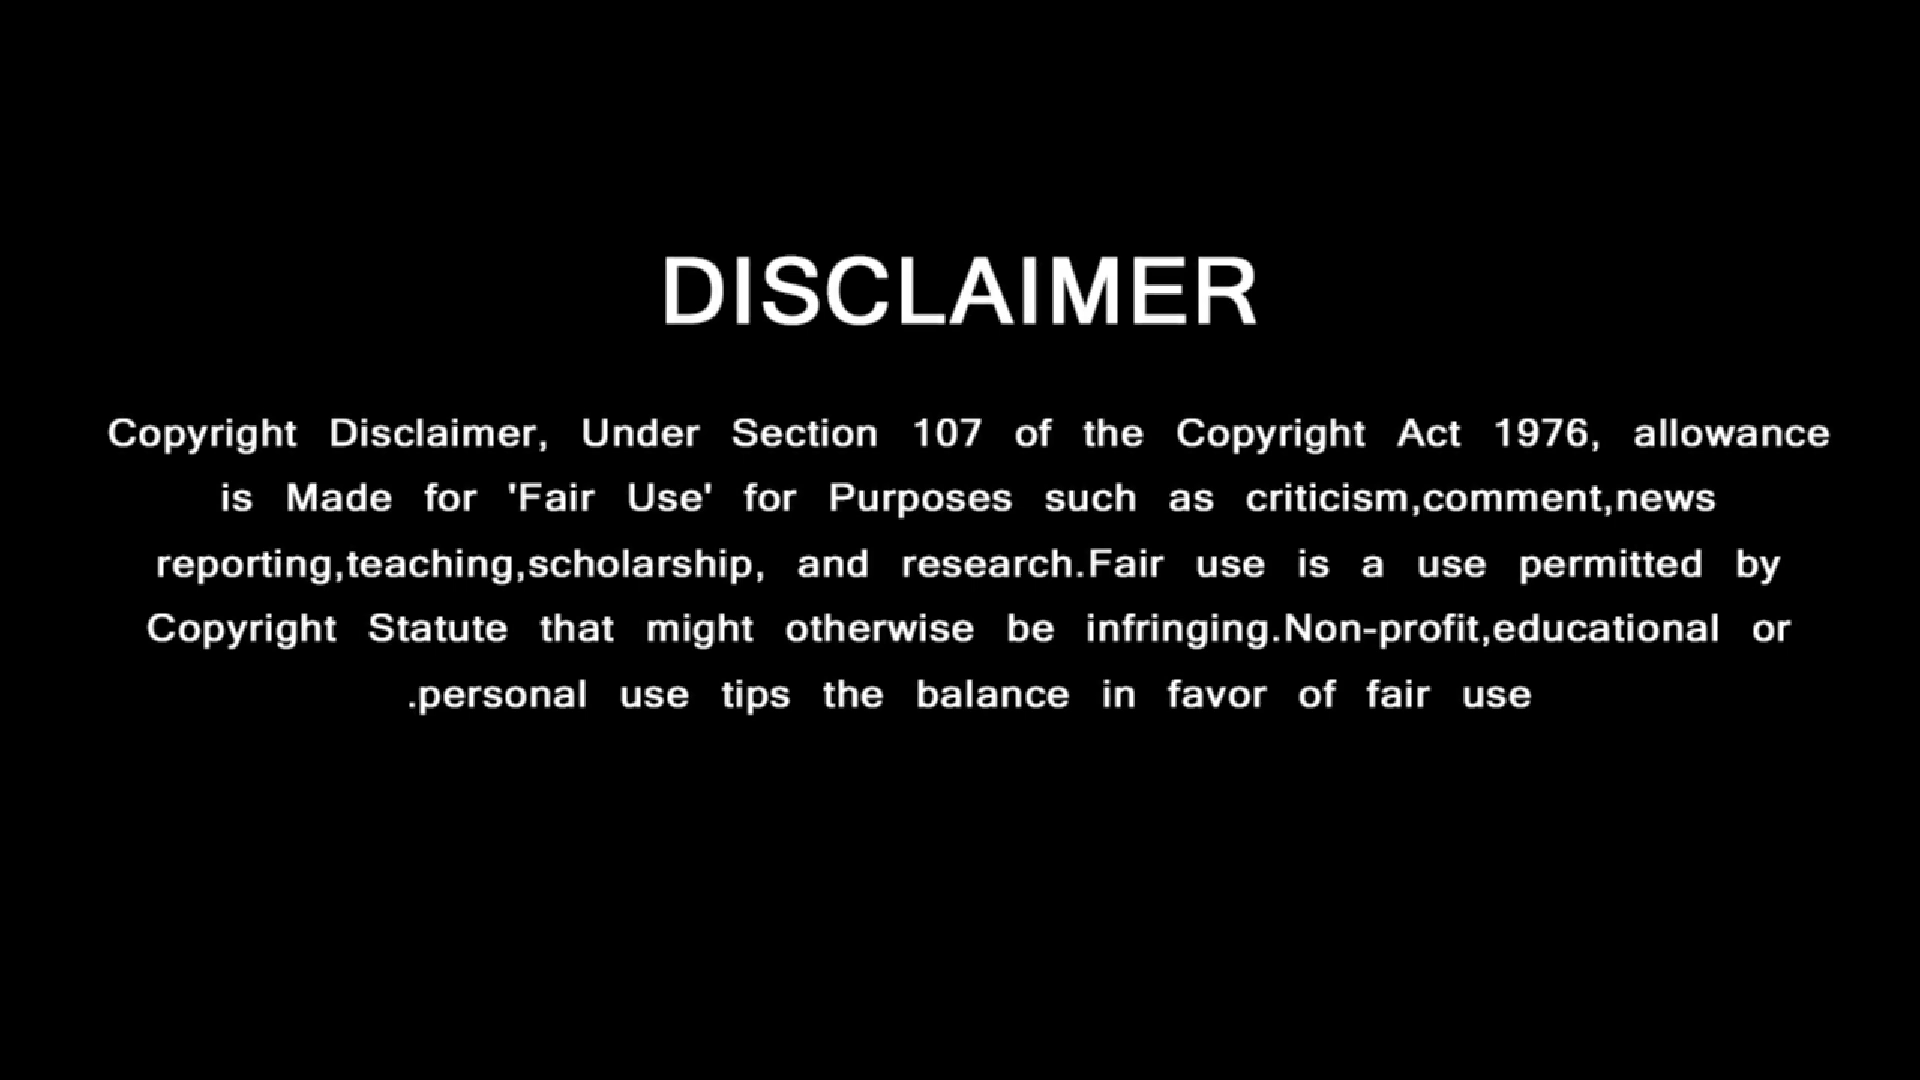 DISCLAIMER
Copyright Disclaimer, Under Section 107 of the Copyright Act 1976, allowance
is Made for 'Fair Use' for Purposes such as criticism,comment,news
reporting,teaching,scholarship, and research.Fair use is a use permitted by
Copyright Statute that might otherwise be infringing.Non-profit,educational or
.personal use tips the balance in favor of fair use